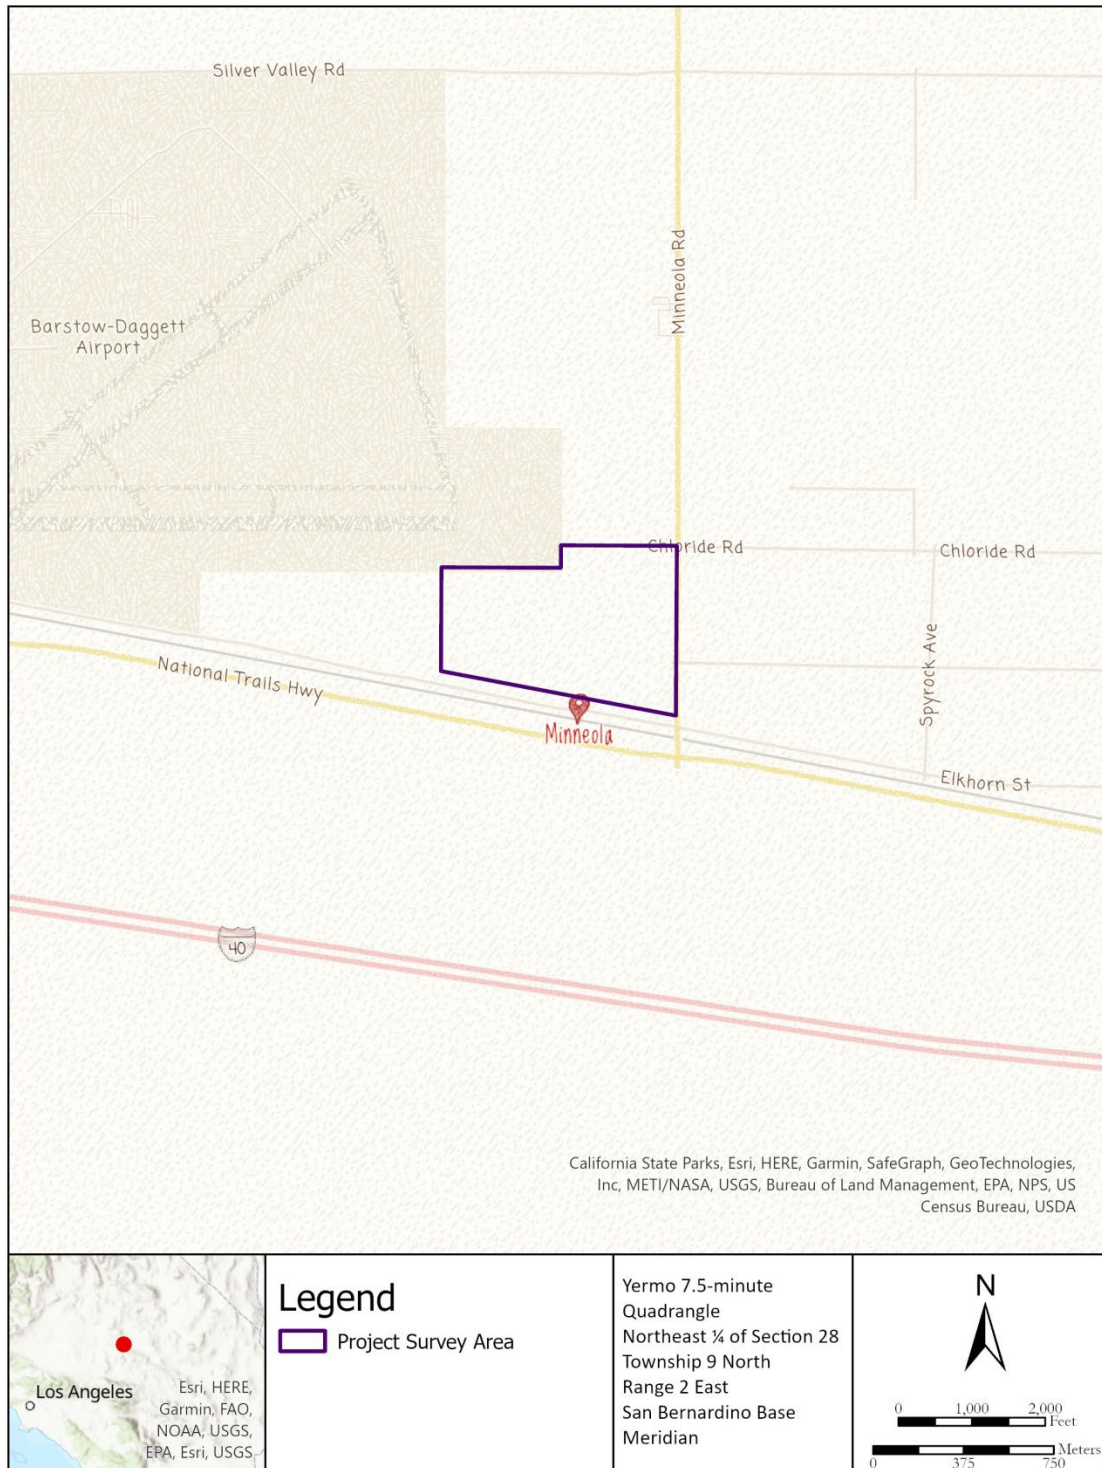 Silver Valley Rd
Minneola Rd
Barstow-Daggett
Airport
Chloride Rd
Chloride Rd
National Trails Hwy
Spyrock Ave
Minneola
Elkhorn St
40
California State Parks, Esri, HERE, Garmin, SafeGraph, GeoTechnologies,
Inc, METI/NASA, USGS, Bureau of Land Management, EPA, NPS, US
Census Bureau, USDA
Los Angeles
Esri, HERE,
Garmin, FAO,
NOAA, USGS,
EPA, Esri, USGS
Legend
Project Survey Area
Yermo 7.5-minute
Quadrangle
Northeast ¼ of Section 28
Township 9 North
Range 2 East
San Bernardino Base
Meridian
N
0 1,000 2,000
Feet
Meters
0 375 750